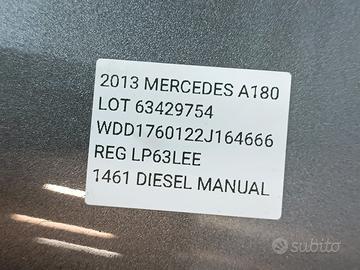 2013 MERCEDES A180
LOT 63429754
WDD1760122J164666
REG LP63LEE
1461 DIESEL MANUAL
subito